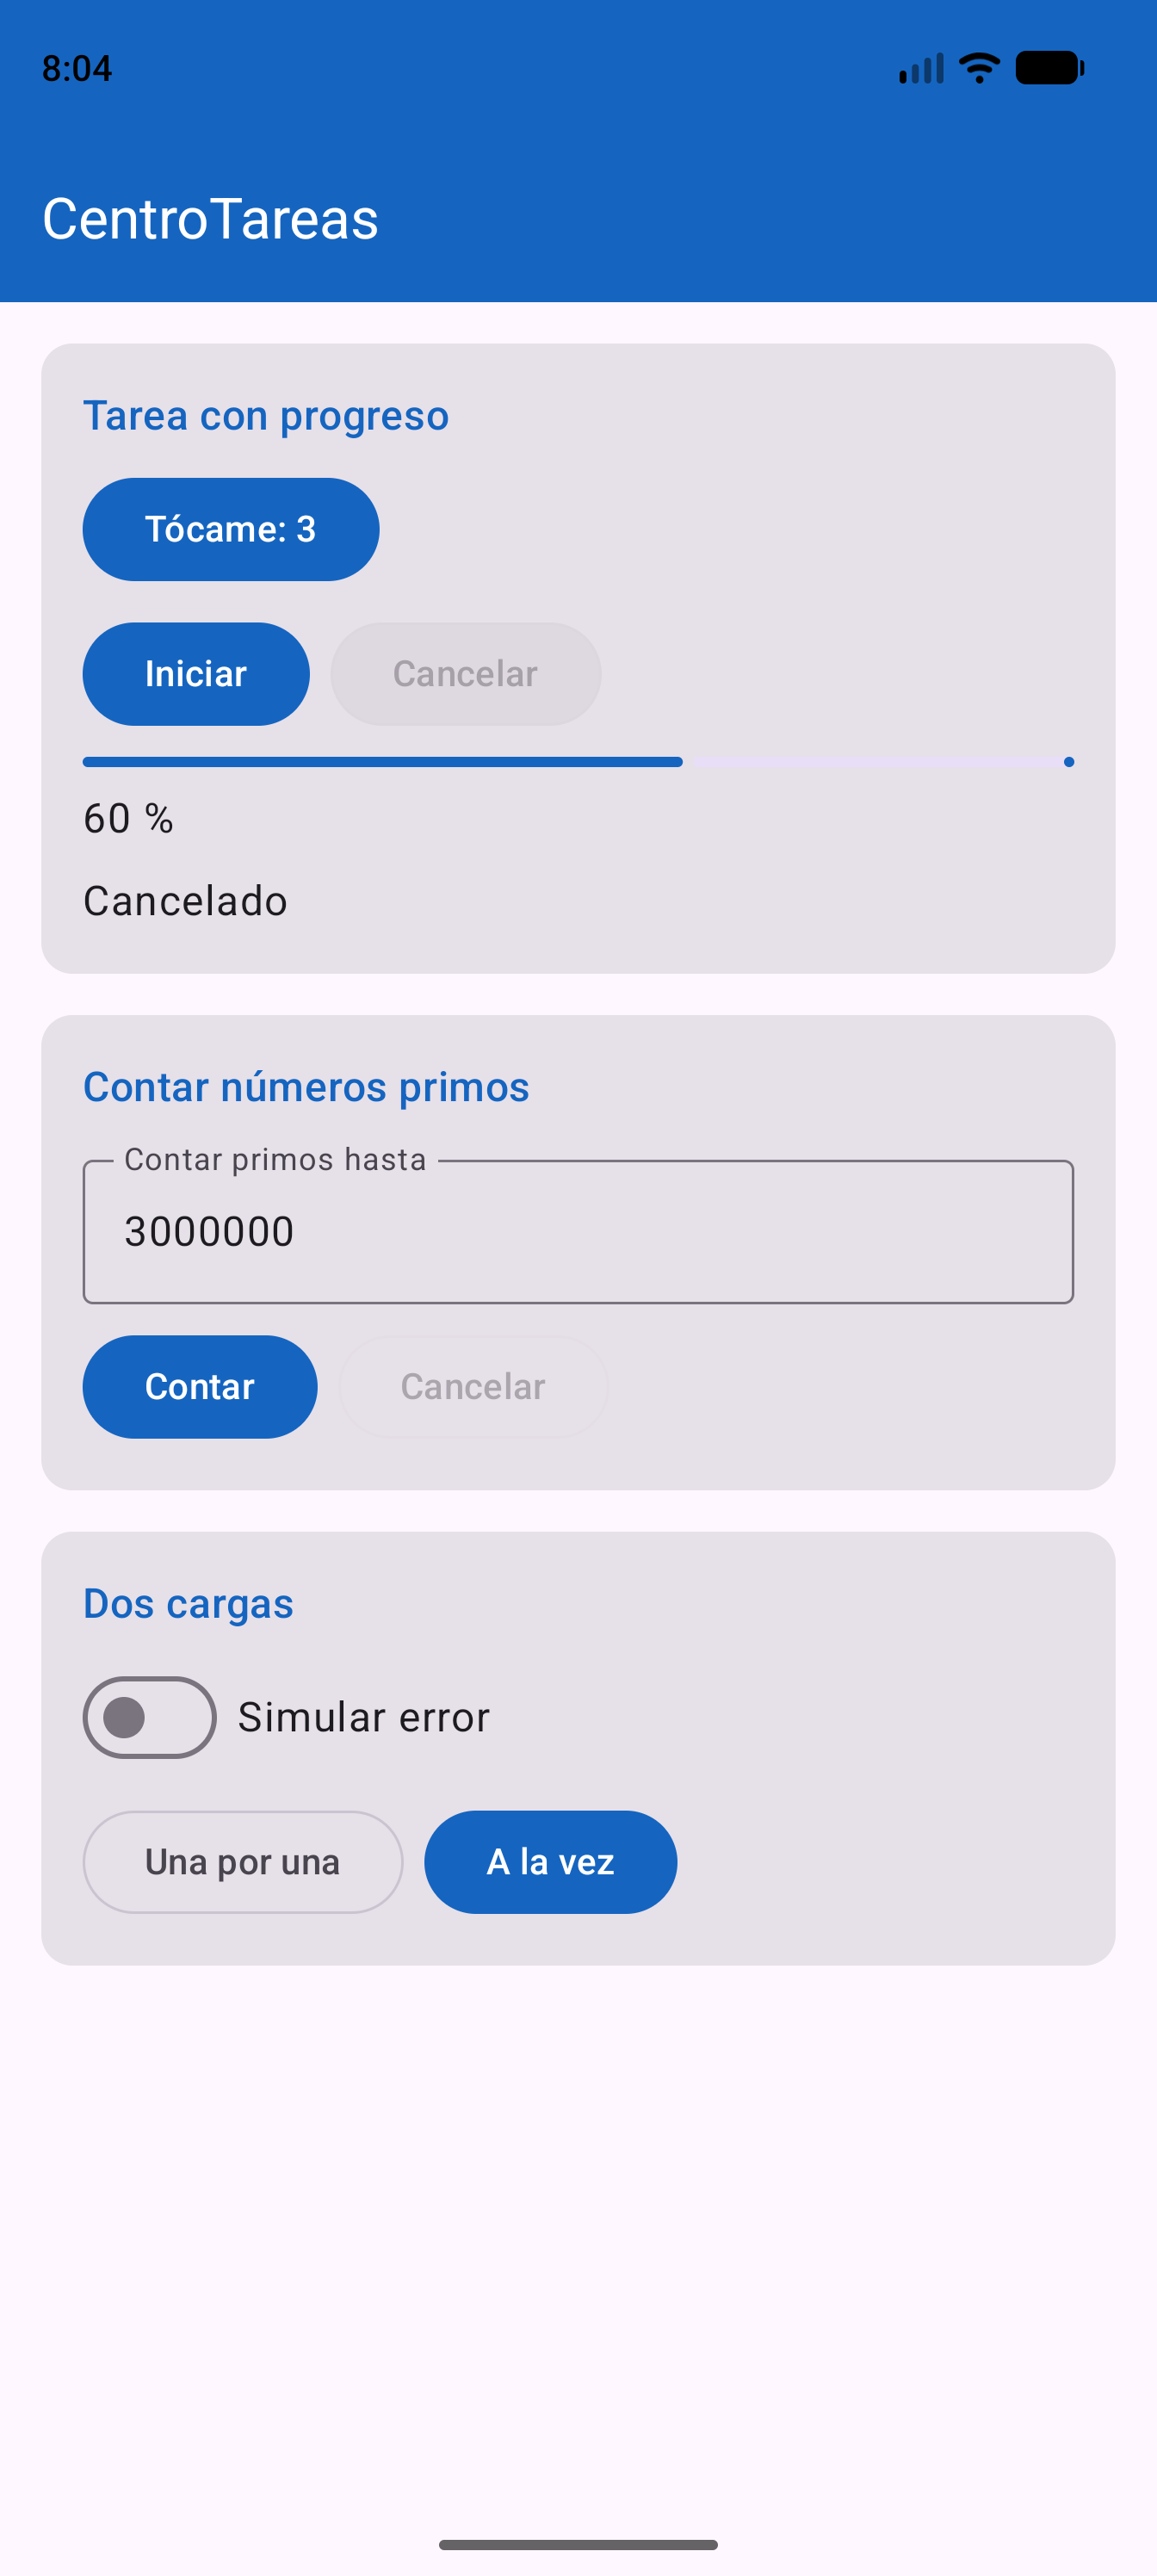 8:04
CentroTareas
Tarea con progreso
Tócame: 3
Iniciar Cancelar
60 %
Cancelado
Contar números primos
Contar primos hasta
3000000
Contar Cancelar
Dos cargas
Simular error
Una por una A la vez